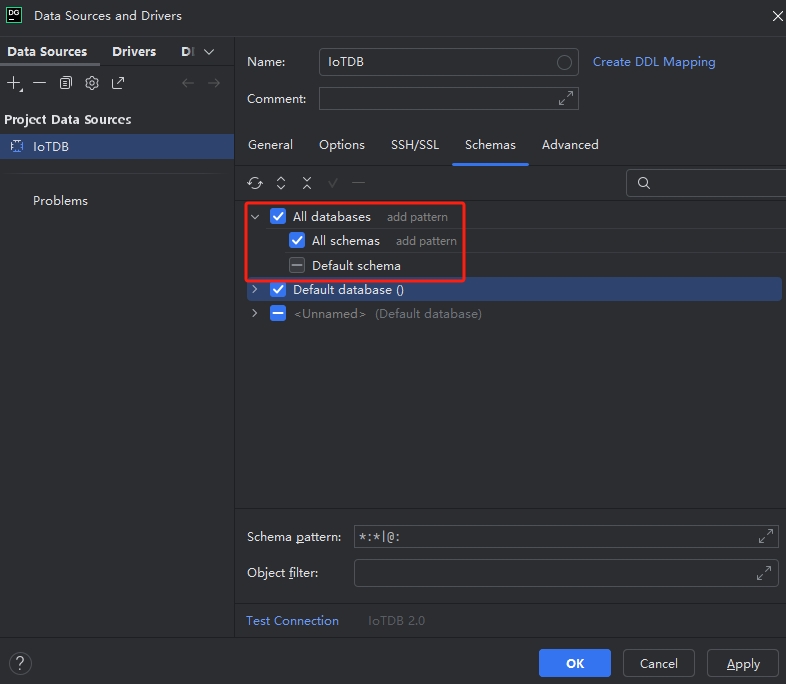 DG Data Sources and Drivers
Data Sources Drivers D
Project Data Sources
IoTDB
Problems
Name: IoTDB Create DDL Mapping
Comment:
General Options SSH/SSL Schemas Advanced
All databases add pattern
All schemas add pattern
Default schema
Default database ()
<Unnamed> (Default database)
Schema pattern: *:*|@:
Object filter:
Test Connection IoTDB 2.0
? OK Cancel Apply